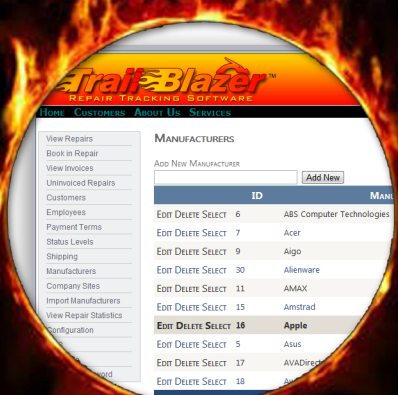 Trail Blazer™
REPAIR TRACKING SOFTWARE
HOME CUSTOMERS ABOUT US SERVICES
View Repairs
Book in Repair
View Invoices
Uninvoiced Repairs
Customers
Employees
Payment Terms
Status Levels
Shipping
Manufacturers
Company Sites
Import Manufacturers
View Repair Statistics
Configuration
MANUFACTURERS
ADD NEW MANUFACTURER
Add New
ID
EDIT DELETE SELECT 6 ABS Computer Technologies
EDIT DELETE SELECT 7 Acer
EDIT DELETE SELECT 9 Aigo
EDIT DELETE SELECT 30 Alienware
EDIT DELETE SELECT 11 AMAX
EDIT DELETE SELECT 15 Amstrad
EDIT DELETE SELECT 16 Apple
EDIT DELETE SELECT 5 Asus
EDIT DELETE SELECT 17 AVADirect
EDIT DELETE SELECT 18